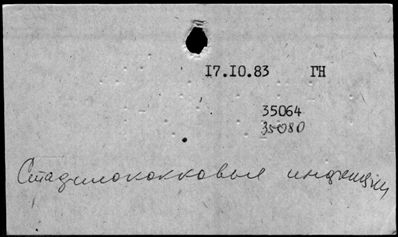 17.10.83 ГН
35064
35080
Стафилококковые инфекции